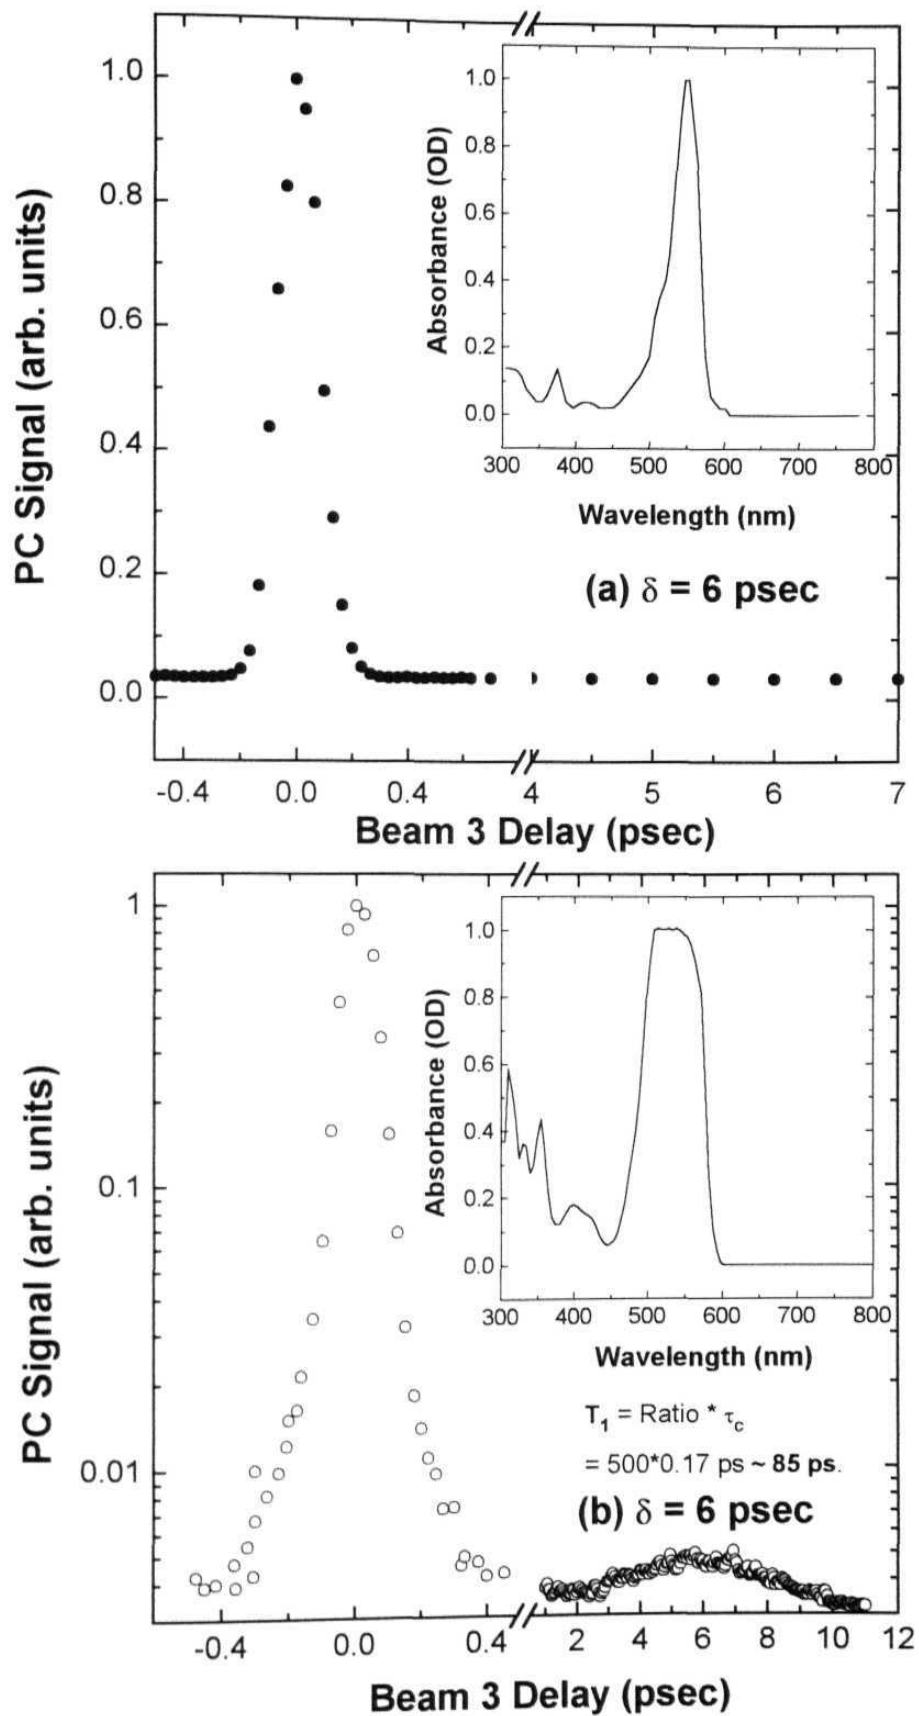 1.0
0.8
0.6
0.4
0.2
0.0
PC Signal (arb. units)
-0.4 0.0 0.4 4 5 6 7
Beam 3 Delay (psec)
1.0
0.8
0.6
0.4
0.2
0.0
Absorbance (OD)
300 400 500 600 700 800
Wavelength (nm)
(a) δ = 6 psec
1
0.1
0.01
PC Signal (arb. units)
-0.4 0.0 0.4 2 4 6 8 10 12
Beam 3 Delay (psec)
1.0
0.8
0.6
0.4
0.2
0.0
Absorbance (OD)
300 400 500 600 700 800
Wavelength (nm)
T₁ = Ratio * τc
= 500*0.17 ps ~ 85 ps.
(b) δ = 6 psec